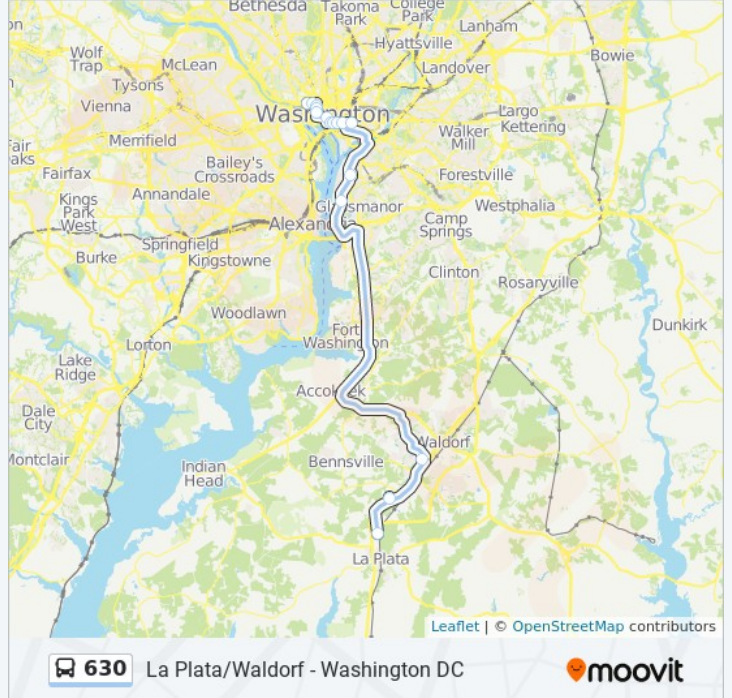 Bethesda
Takoma
Park
College
Park
Lanham
Wolf
Trap
McLean
Hyattsville
Bowie
Tysons
Landover
Vienna
Washington
Largo
Kettering
Merrifield
Walker
Mill
Fairfax
Bailey's
Crossroads
Forestville
Annandale
Kings
Park
West
Glassmanor
Westphalia
Alexandria
Camp
Springs
Springfield
Burke
Kingstowne
Clinton
Rosaryville
Woodlawn
Fort
Washington
Dunkirk
Lorton
Lake
Ridge
Accokeek
Dale
City
Waldorf
Montclair
Indian
Head
Bennsville
La Plata
Leaflet | © OpenStreetMap contributors
630 La Plata/Waldorf - Washington DC
moovit